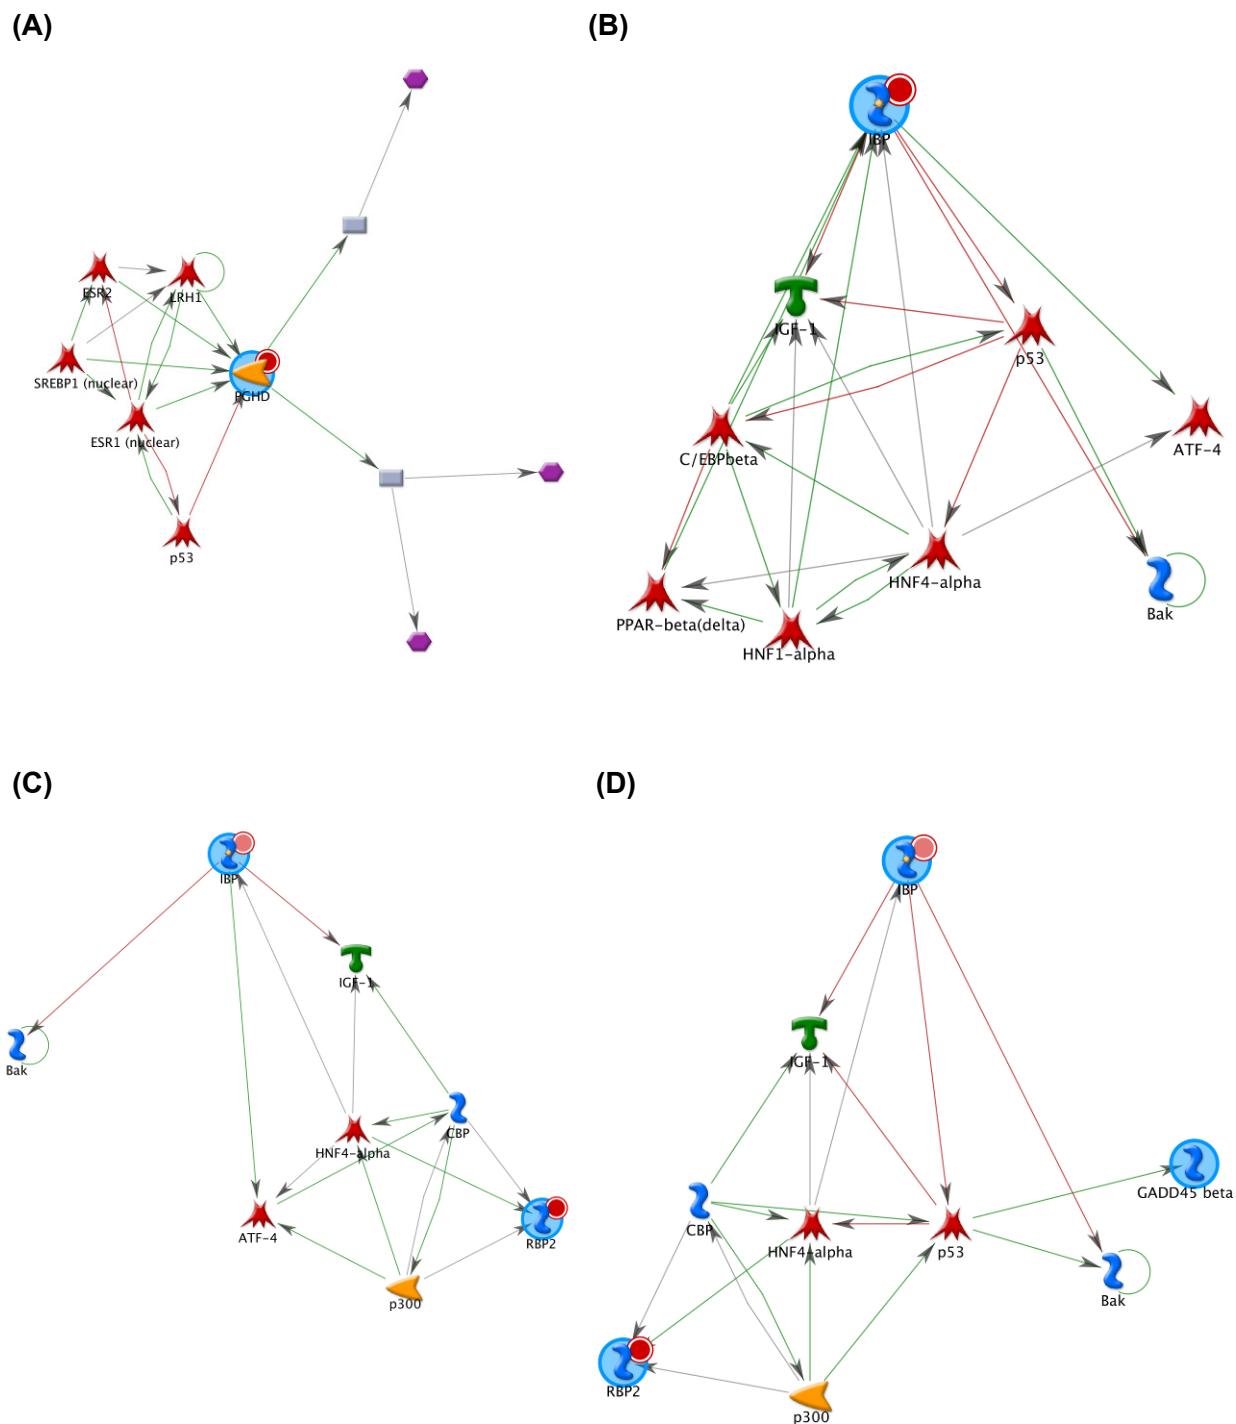 (A)
(B)
ESR2
LRH1
SREBP1 (nuclear)
PGHD
ESR1 (nuclear)
p53
IBP
IGF-1
p53
C/EBPbeta
ATF-4
HNF4-alpha
PPAR-beta(delta)
HNF1-alpha
Bak
(C)
(D)
IBP
IGF-1
Bak
CBP
HNF4-alpha
ATF-4
RBP2
p300
IBP
IGF-1
GADD45 beta
CBP
HNF4-alpha
p53
Bak
RBP2
p300